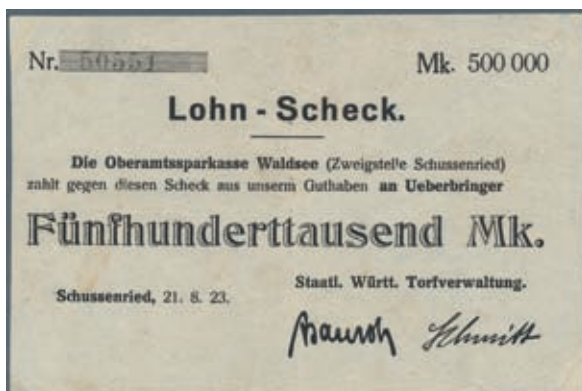 Nr. 50551 Mk. 500 000
Lohn - Scheck.
Die Oberamtssparkasse Waldsee (Zweigstelle Schussenried)
zahlt gegen diesen Scheck aus unserm Guthaben an Ueberbringer
Fünfhunderttausend Mk.
Staatl. Württ. Torfverwaltung.
Schussenried, 21. 8. 23.
Schmitt